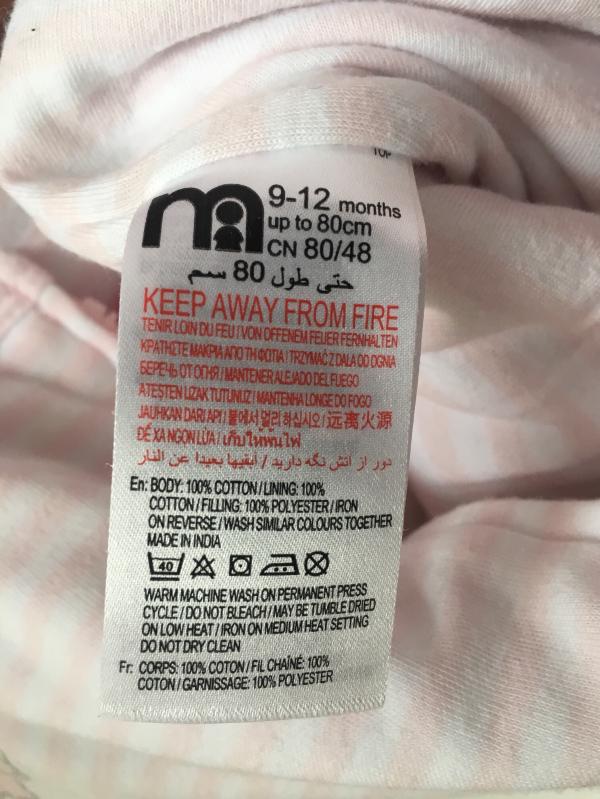 TOP
m
9-12 months
up to 80cm
CN 80/48
حتى طول 80 سم
KEEP AWAY FROM FIRE
TENIR LOIN DU FEU / VON OFFENEM FEUER FERNHALTEN
ΚΡΑΤΗΣΤΕ ΜΑΚΡΙΑ ΑΠΟ ΤΗ ΦΩΤΙΑ / TRZYMAĆ Z DALA OD OGNIA
БЕРЕЧЬ ОТ ОГНЯ / MANTENER ALEJADO DEL FUEGO
ATEŞTEN UZAK TUTUNUZ / MANTENHA LONGE DO FOGO
JAUHKAN DARI API / 불에서 멀리 하십시오 / 远离火源
ĐỂ XA NGỌN LỬA / เก็บให้พ้นไฟ
دور از آتش نگه دارید / أبقيها بعيدا عن النار
En: BODY: 100% COTTON / LINING: 100%
COTTON / FILLING: 100% POLYESTER / IRON
ON REVERSE / WASH SIMILAR COLOURS TOGETHER
MADE IN INDIA
40
WARM MACHINE WASH ON PERMANENT PRESS
CYCLE / DO NOT BLEACH / MAY BE TUMBLE DRIED
ON LOW HEAT / IRON ON MEDIUM HEAT SETTING
DO NOT DRY CLEAN
Fr: CORPS: 100% COTON / FIL CHAÎNE: 100%
COTON / GARNISSAGE: 100% POLYESTER